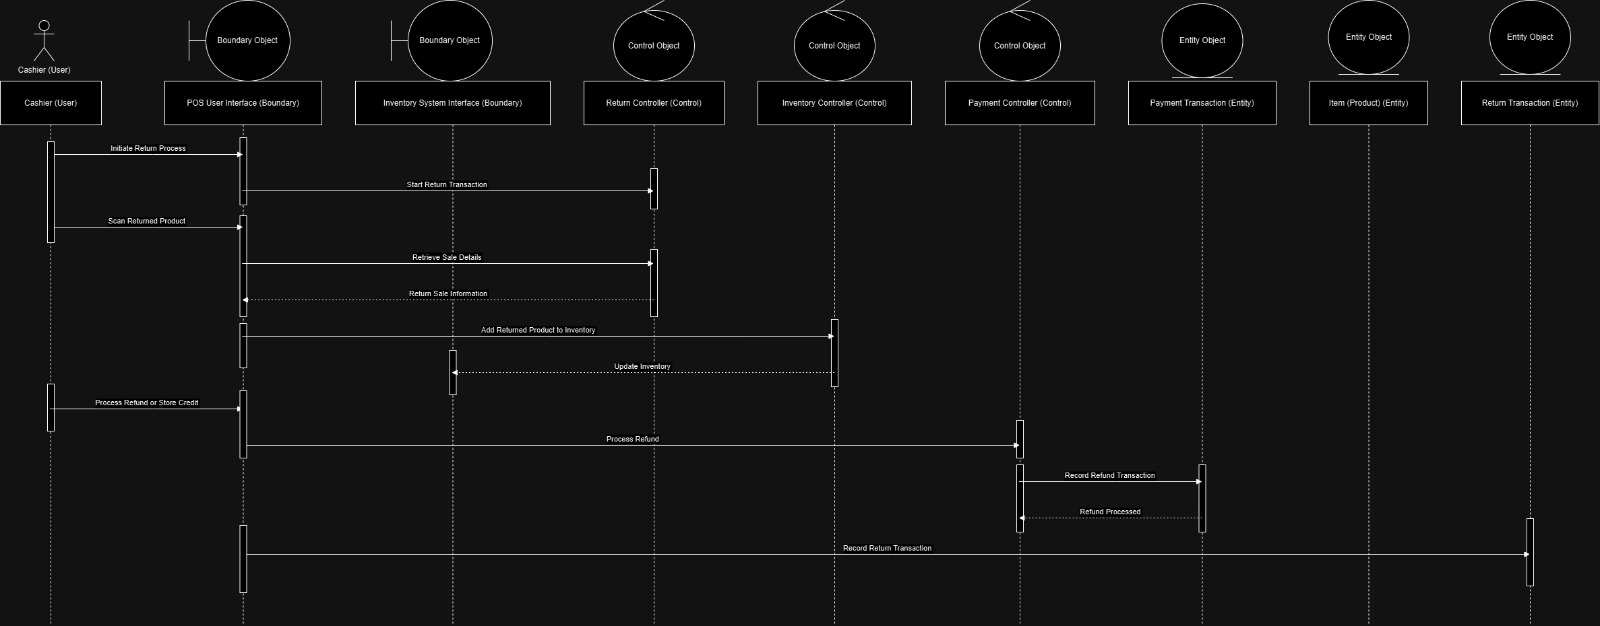 Boundary Object
Boundary Object
Control Object
Control Object
Control Object
Entity Object
Entity Object
Entity Object
Cashier (User)
Cashier (User)
POS User Interface (Boundary)
Inventory System Interface (Boundary)
Return Controller (Control)
Inventory Controller (Control)
Payment Controller (Control)
Payment Transaction (Entity)
Item (Product) (Entity)
Return Transaction (Entity)
Initiate Return Process
Start Return Transaction
Scan Returned Product
Retrieve Sale Details
Return Sale Information
Add Returned Product to Inventory
Update Inventory
Process Refund or Store Credit
Process Refund
Record Refund Transaction
Refund Processed
Record Return Transaction